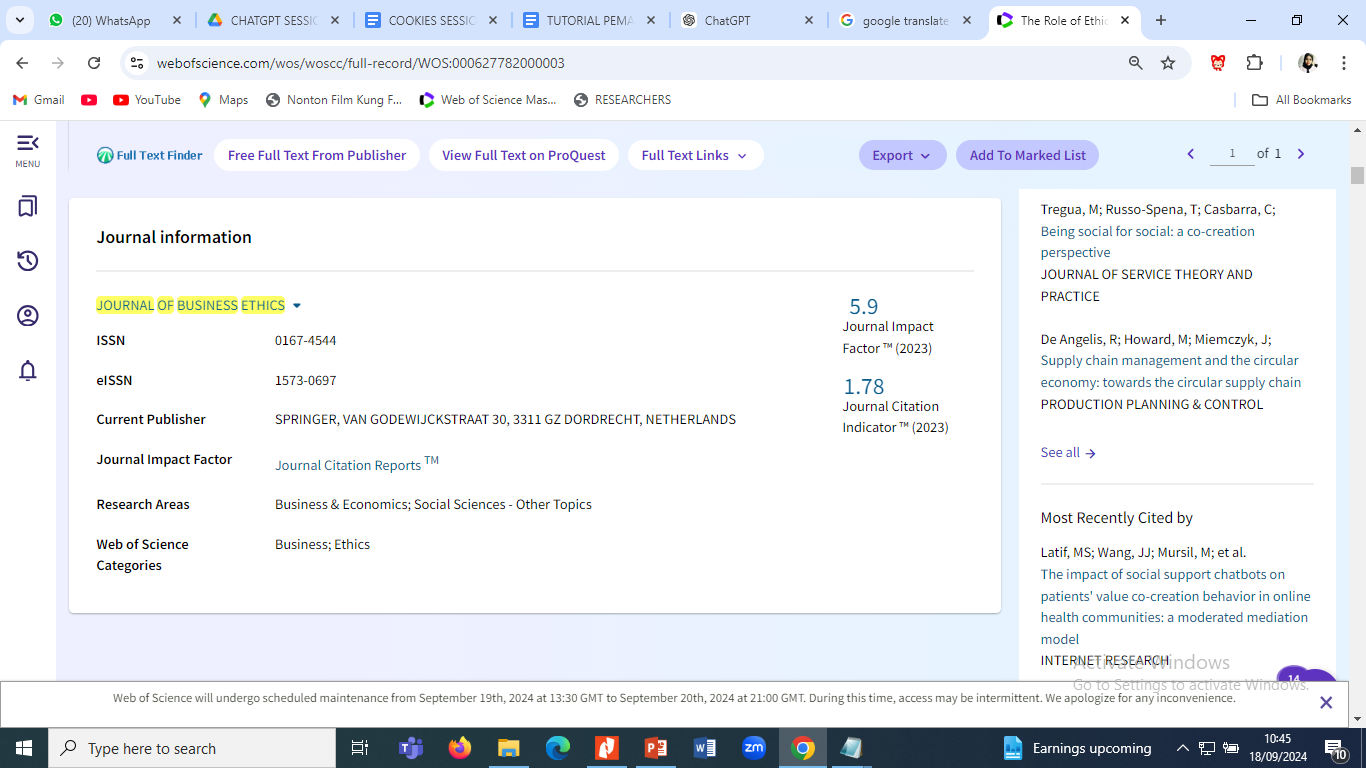 (20) WhatsApp
CHATGPT SESSIO
COOKIES SESSIO
TUTORIAL PEMA
ChatGPT
google translate
The Role of Ethic
webofscience.com/wos/woscc/full-record/WOS:000627782000003
Gmail
YouTube
Maps
Nonton Film Kung F...
Web of Science Mas...
RESEARCHERS
All Bookmarks
MENU
Full Text Finder
Free Full Text From Publisher
View Full Text on ProQuest
Full Text Links
Export
Add To Marked List
1 of 1
Journal information
JOURNAL OF BUSINESS ETHICS
ISSN 0167-4544
eISSN 1573-0697
Current Publisher SPRINGER, VAN GODEWIJCKSTRAAT 30, 3311 GZ DORDRECHT, NETHERLANDS
Journal Impact Factor Journal Citation Reports TM
Research Areas Business & Economics; Social Sciences - Other Topics
Web of Science Business; Ethics
Categories
5.9
Journal Impact
Factor ™ (2023)
1.78
Journal Citation
Indicator ™ (2023)
Tregua, M; Russo-Spena, T; Casbarra, C;
Being social for social: a co-creation
perspective
JOURNAL OF SERVICE THEORY AND
PRACTICE
De Angelis, R; Howard, M; Miemczyk, J;
Supply chain management and the circular
economy: towards the circular supply chain
PRODUCTION PLANNING & CONTROL
See all
Most Recently Cited by
Latif, MS; Wang, JJ; Mursil, M; et al.
The impact of social support chatbots on
patients' value co-creation behavior in online
health communities: a moderated mediation
model
INTERNET RESEARCH
Activate Windows
Go to Settings to activate Windows.
14
Web of Science will undergo scheduled maintenance from September 19th, 2024 at 13:30 GMT to September 20th, 2024 at 21:00 GMT. During this time, access may be intermittent. We apologize for any inconvenience.
Type here to search
zm
Earnings upcoming
10:45
18/09/2024
10